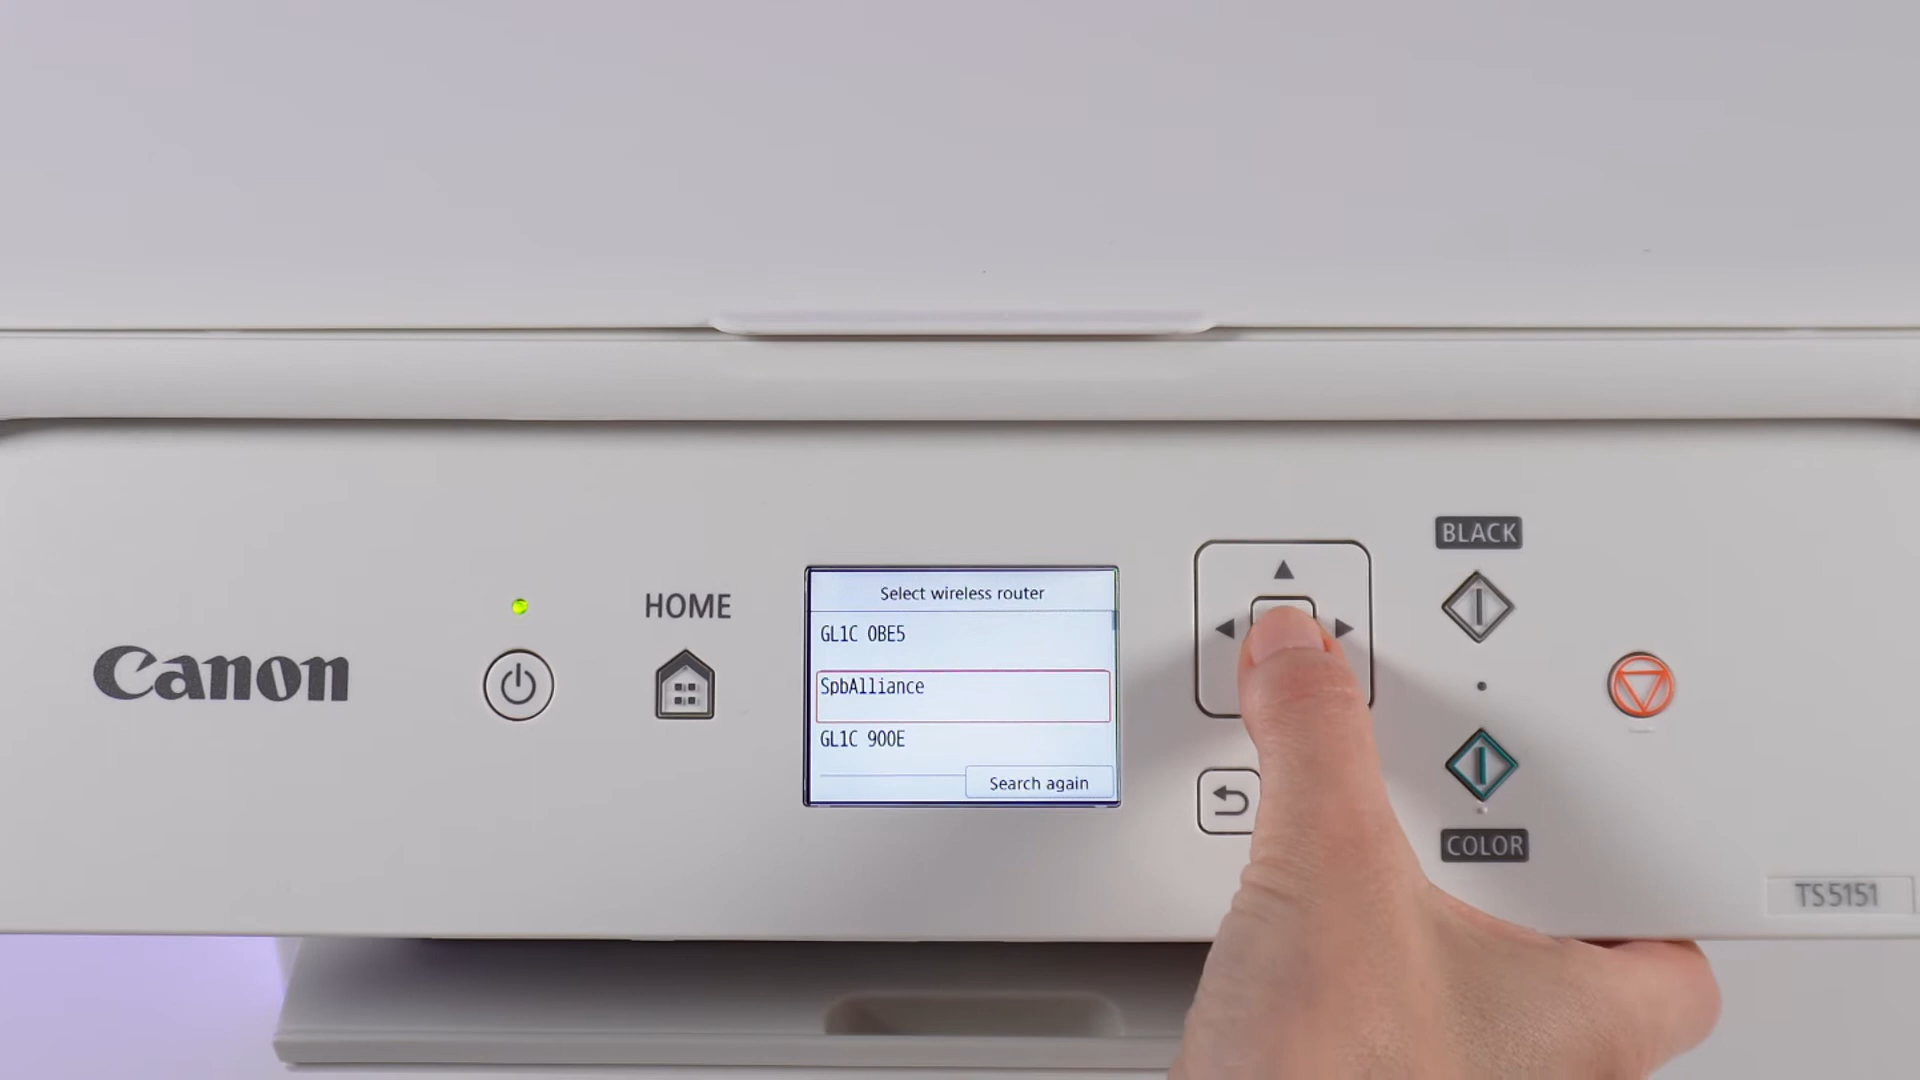 Canon
HOME
Select wireless router
GL1C 0BE5
SpbAlliance
GL1C 900E
Search again
BLACK
COLOR
TS5151